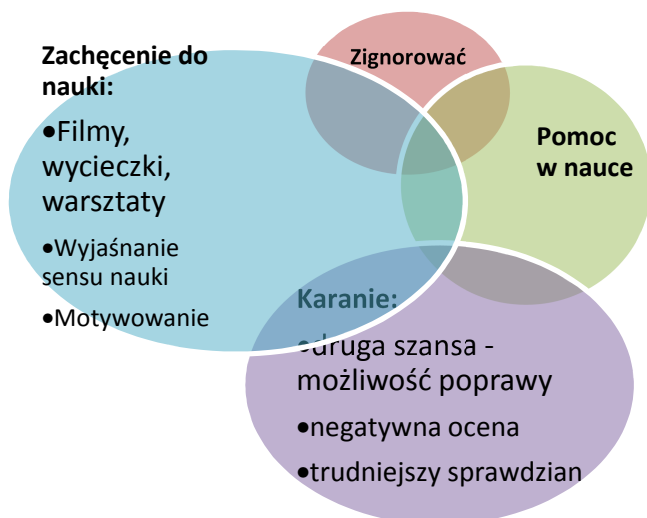 Zachęcenie do
nauki:
•Filmy,
wycieczki,
warsztaty
•Wyjaśnanie
sensu nauki
•Motywowanie
Zignorować
Pomoc
w nauce
Karanie:
•druga szansa -
możliwość poprawy
•negatywna ocena
•trudniejszy sprawdzian